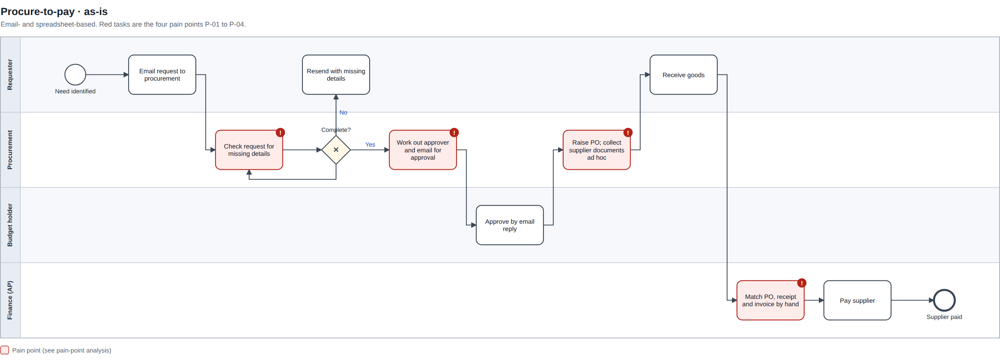 Procure-to-pay · as-is
Email- and spreadsheet-based. Red tasks are the four pain points P-01 to P-04.
Requester
Need identified
Email request to
procurement
Resend with missing
details
Receive goods
No
Procurement
Check request for
missing details
!
Complete?
✕
Yes
Work out approver
and email for
approval
!
Raise PO; collect
supplier documents
ad hoc
!
Budget holder
Approve by email
reply
Finance (AP)
Match PO, receipt
and invoice by hand
!
Pay supplier
Supplier paid
Pain point (see pain-point analysis)